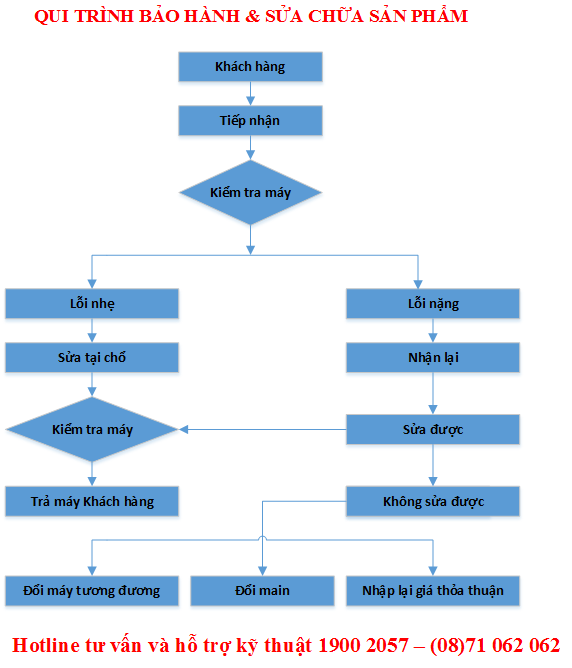 QUI TRÌNH BẢO HÀNH & SỬA CHỮA SẢN PHẨM
Khách hàng
Tiếp nhận
Kiểm tra máy
Lỗi nhẹ
Lỗi nặng
Sửa tại chổ
Nhận lại
Kiểm tra máy
Sửa được
Trả máy Khách hàng
Không sửa được
Đổi máy tương đương
Đổi main
Nhập lại giá thỏa thuận
Hotline tư vấn và hỗ trợ kỹ thuật 1900 2057 – (08)71 062 062